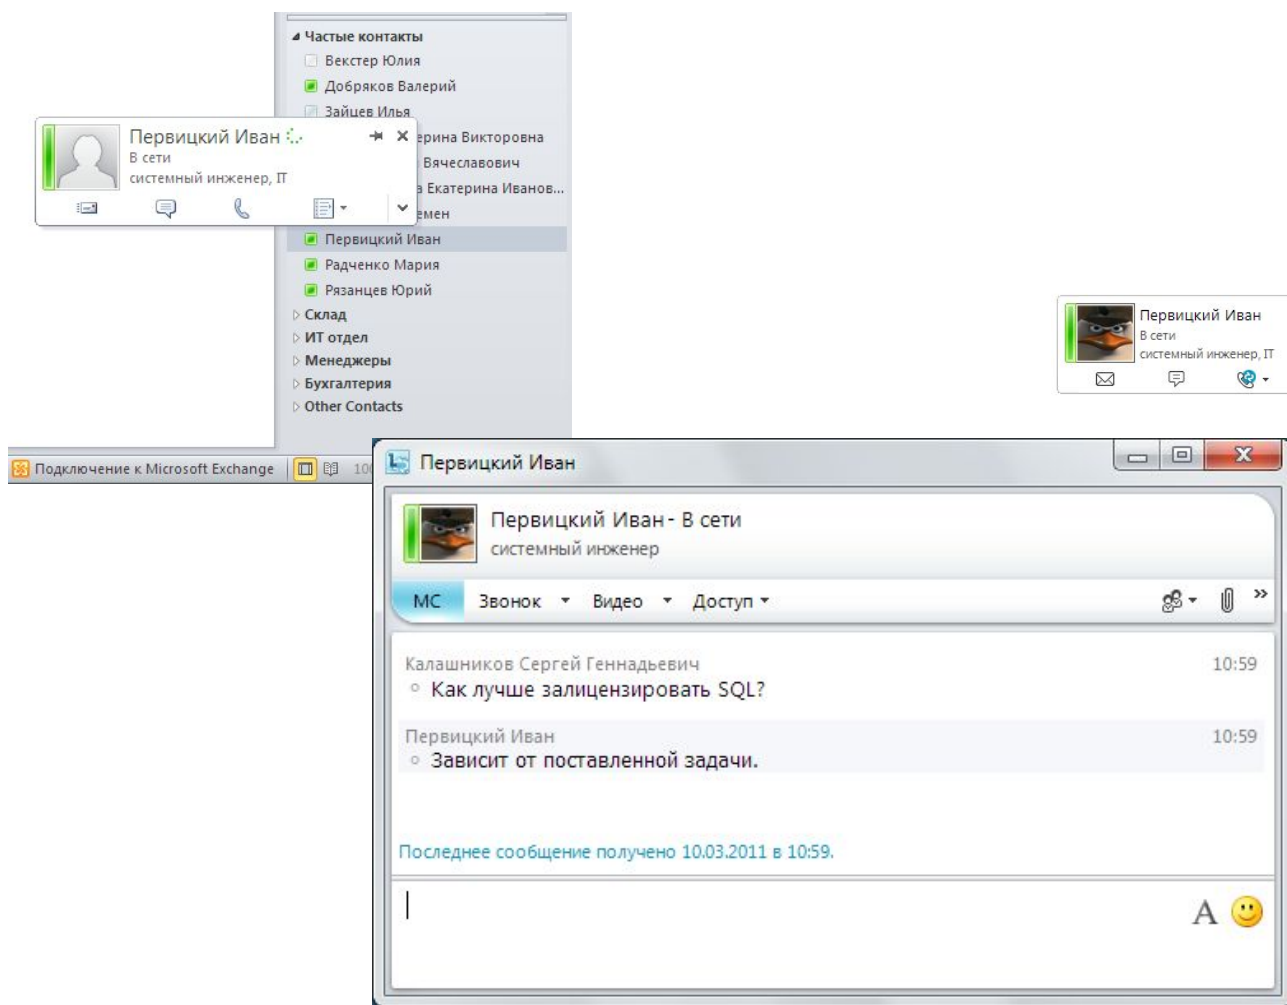 Частые контакты
Векстер Юлия
Добряков Валерий
Зайцев Илья
Первицкий Иван
В сети
системный инженер, IT
ерина Викторовна
Вячеславович
а Екатерина Иванов...
емен
Первицкий Иван
Радченко Мария
Рязанцев Юрий
Склад
ИТ отдел
Менеджеры
Бухгалтерия
Other Contacts
Подключение к Microsoft Exchange
100
Первицкий Иван
В сети
системный инженер, IT
Первицкий Иван
Первицкий Иван - В сети
системный инженер
МС Звонок Видео Доступ
Калашников Сергей Геннадьевич 10:59
Как лучше залицензировать SQL?
Первицкий Иван 10:59
Зависит от поставленной задачи.
Последнее сообщение получено 10.03.2011 в 10:59.
A